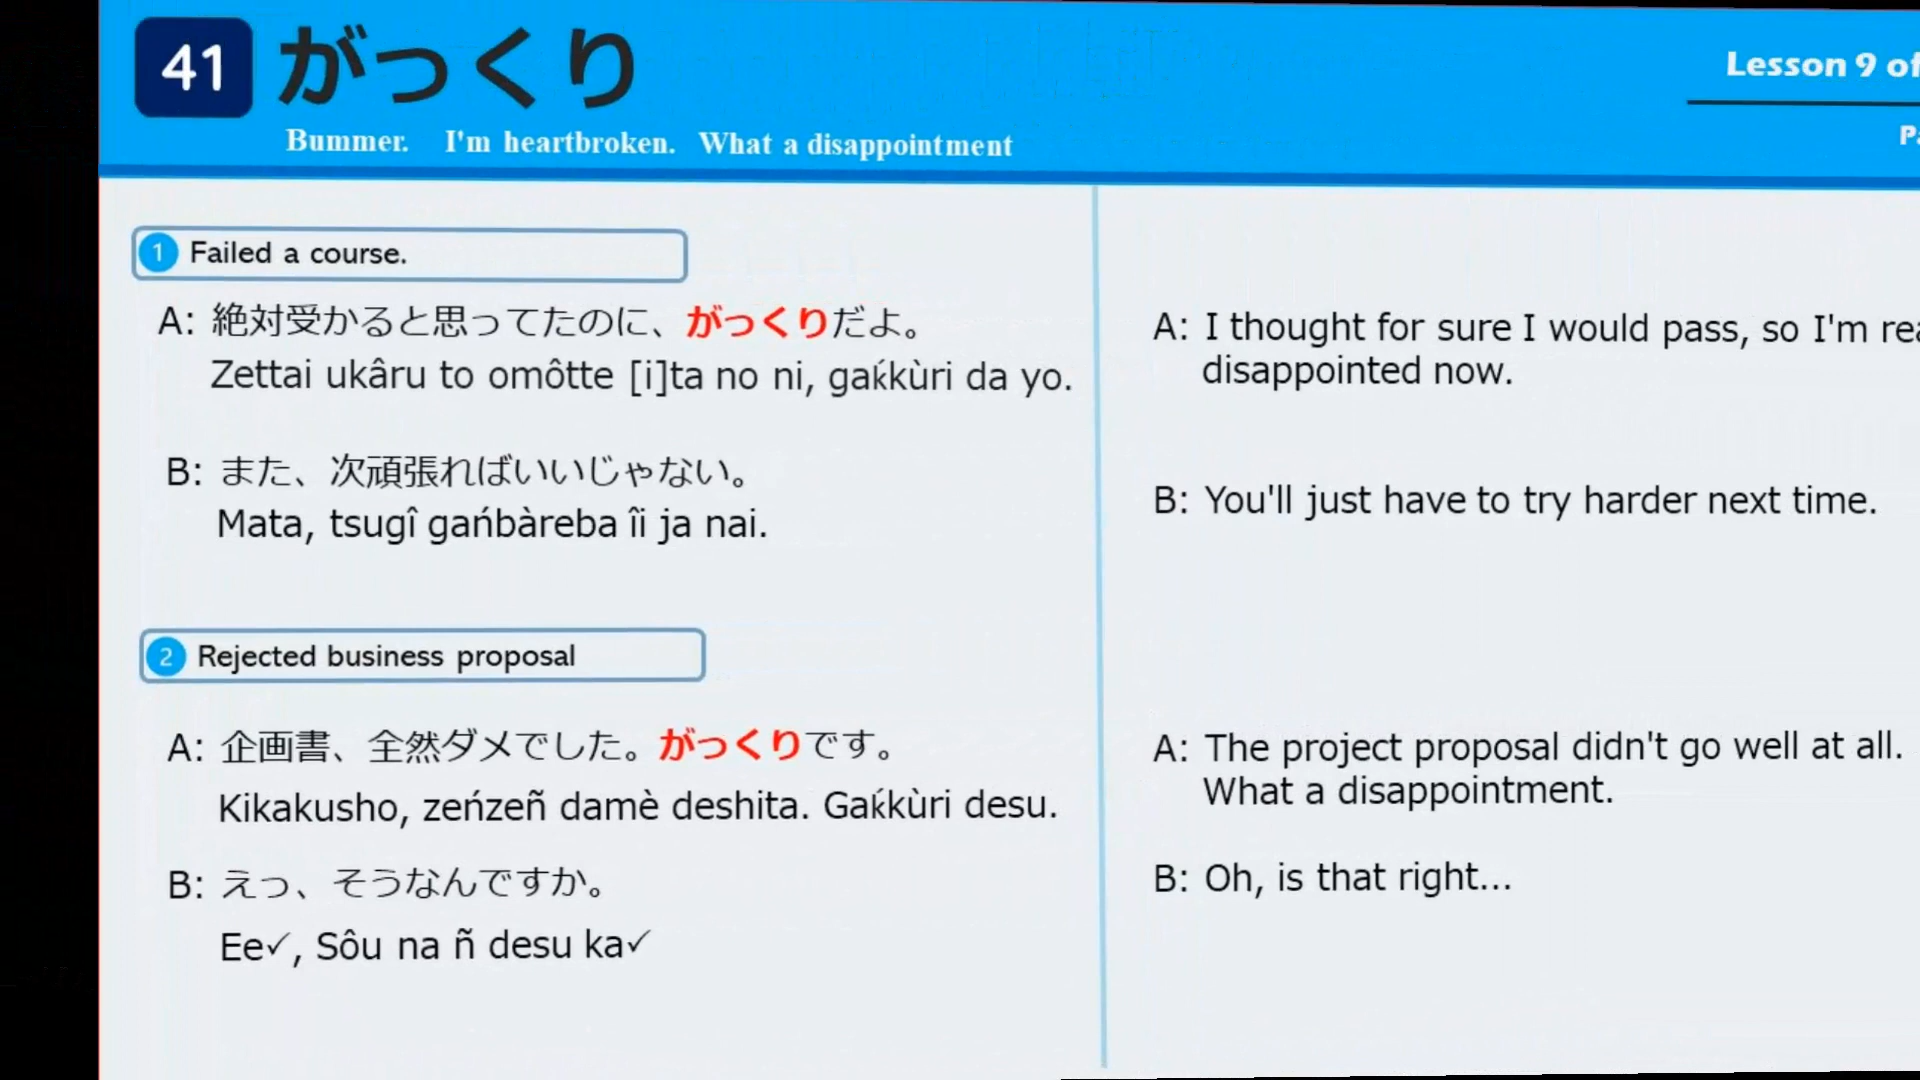 41 がっくり
Lesson 9 of
Bummer. I'm heartbroken. What a disappointment
1 Failed a course.
A: 絶対受かると思ってたのに、がっくりだよ。
Zettai ukâru to omôtte [i]ta no ni, gaḱkùri da yo.
B: また、次頑張ればいいじゃない。
Mata, tsugî gańbàreba îi ja nai.
2 Rejected business proposal
A: 企画書、全然ダメでした。がっくりです。
Kikakusho, zeńzeñ damè deshita. Gaḱkùri desu.
B: えっ、そうなんですか。
Ee✓, Sôu na ñ desu ka✓
A: I thought for sure I would pass, so I'm
disappointed now.
B: You'll just have to try harder next time.
A: The project proposal didn't go well at all.
What a disappointment.
B: Oh, is that right...